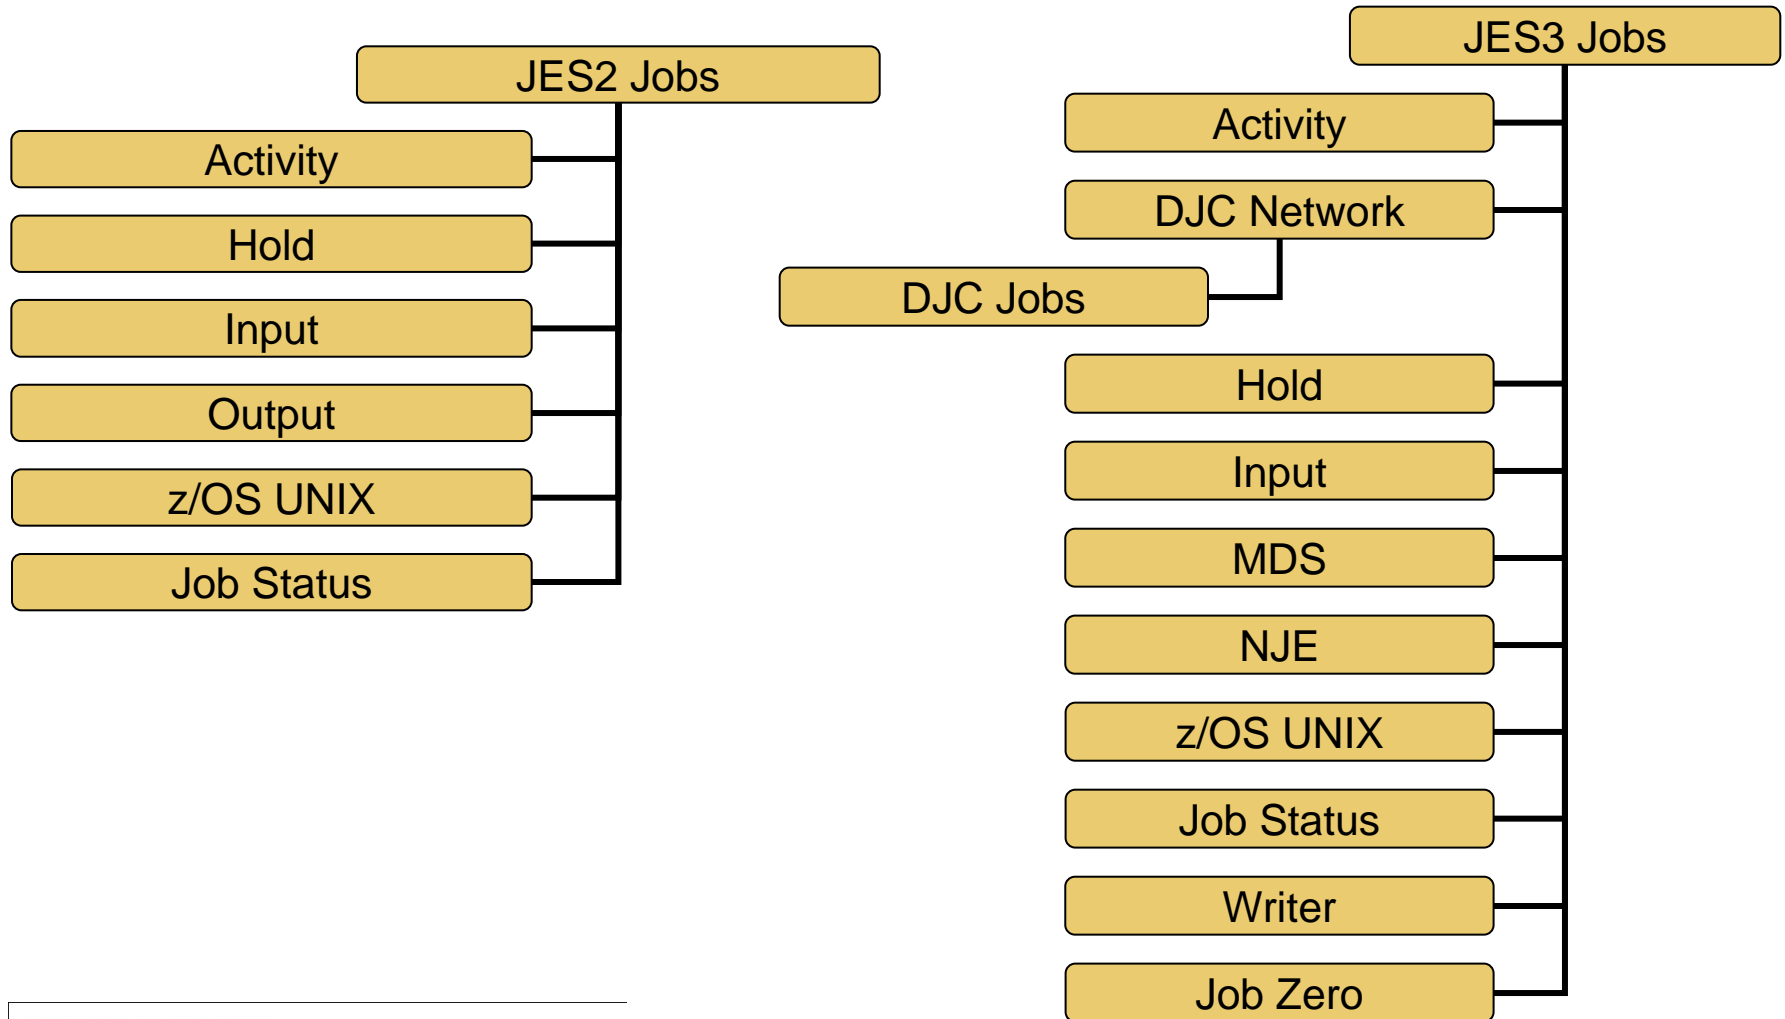 JES2 Jobs
Activity
Hold
Input
Output
z/OS UNIX
Job Status
JES3 Jobs
Activity
DJC Network
DJC Jobs
Hold
Input
MDS
NJE
z/OS UNIX
Job Status
Writer
Job Zero